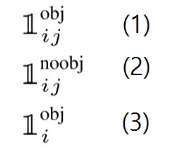 𝟙_{ij}^{obj} (1)
𝟙_{ij}^{noobj} (2)
𝟙_{i}^{obj} (3)